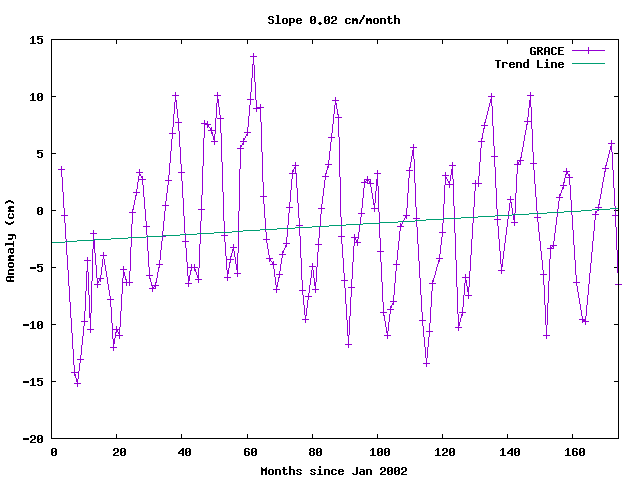 Slope 0.02 cm/month
GRACE
Trend Line
15
10
5
0
-5
-10
-15
-20
Anomaly (cm)
0 20 40 60 80 100 120 140 160
Months since Jan 2002